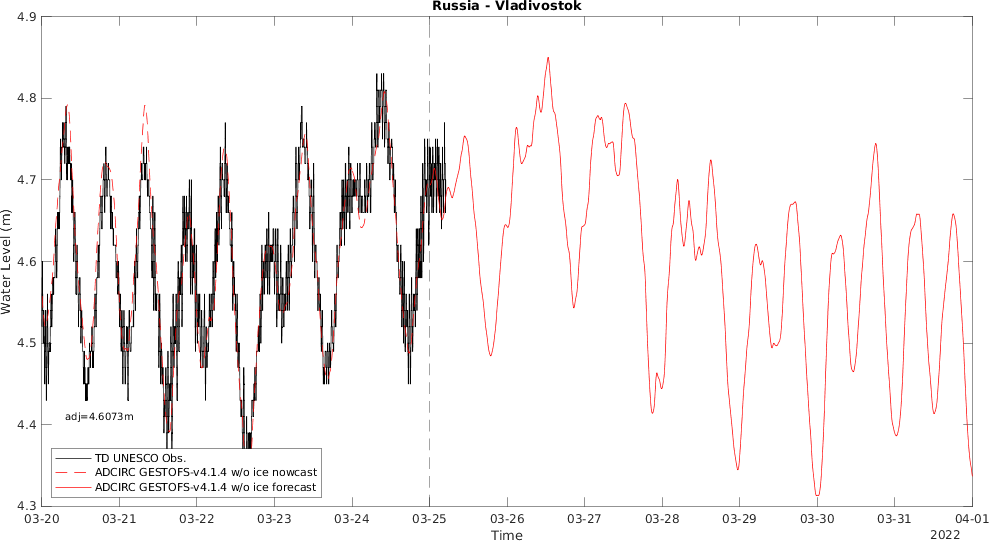 Russia - Vladivostok
4.9
4.8
4.7
4.6
4.5
4.4
4.3
Water Level (m)
adj=4.6073m
TD UNESCO Obs.
ADCIRC GESTOFS-v4.1.4 w/o ice nowcast
ADCIRC GESTOFS-v4.1.4 w/o ice forecast
03-20 03-21 03-22 03-23 03-24 03-25 03-26 03-27 03-28 03-29 03-30 03-31 04-01
Time
2022